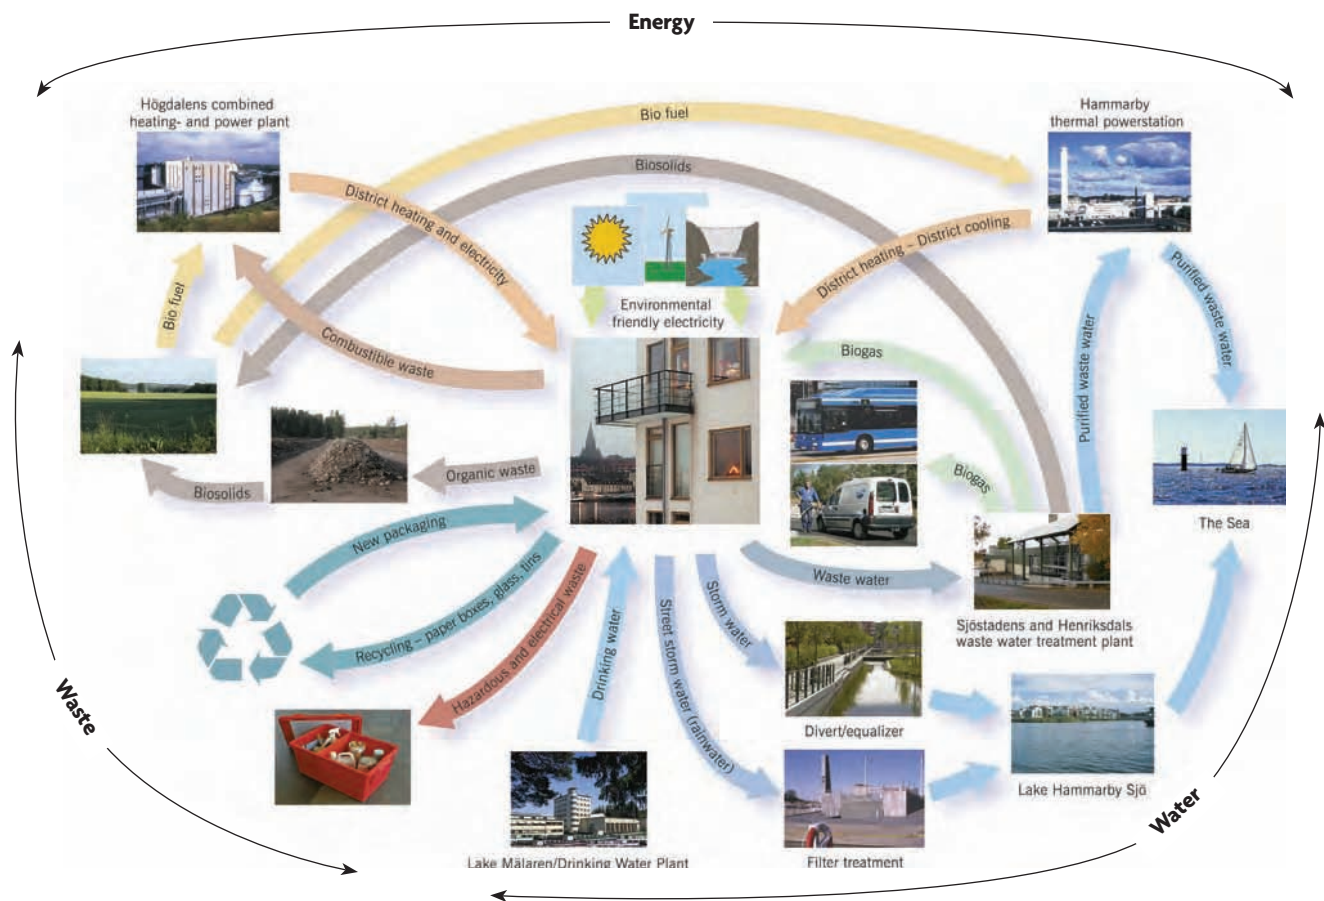 Energy
Högdalens combined
heating- and power plant
Bio fuel
Hammarby
thermal powerstation
Biosolids
District heating and electricity
District heating – District cooling
Purified waste water
Bio fuel
Environmental
friendly electricity
Combustible waste
Biogas
Purified waste water
Organic waste
Biogas
Biosolids
The Sea
New packaging
Waste water
Recycling – paper boxes, glass, tins
Hazardous and electrical waste
Drinking water
Street storm water (rainwater)
Storm water
Sjöstadens and Henriksdals
waste water treatment plant
Waste
Divert/equalizer
Lake Hammarby Sjö
Water
Lake Mälaren/Drinking Water Plant
Filter treatment